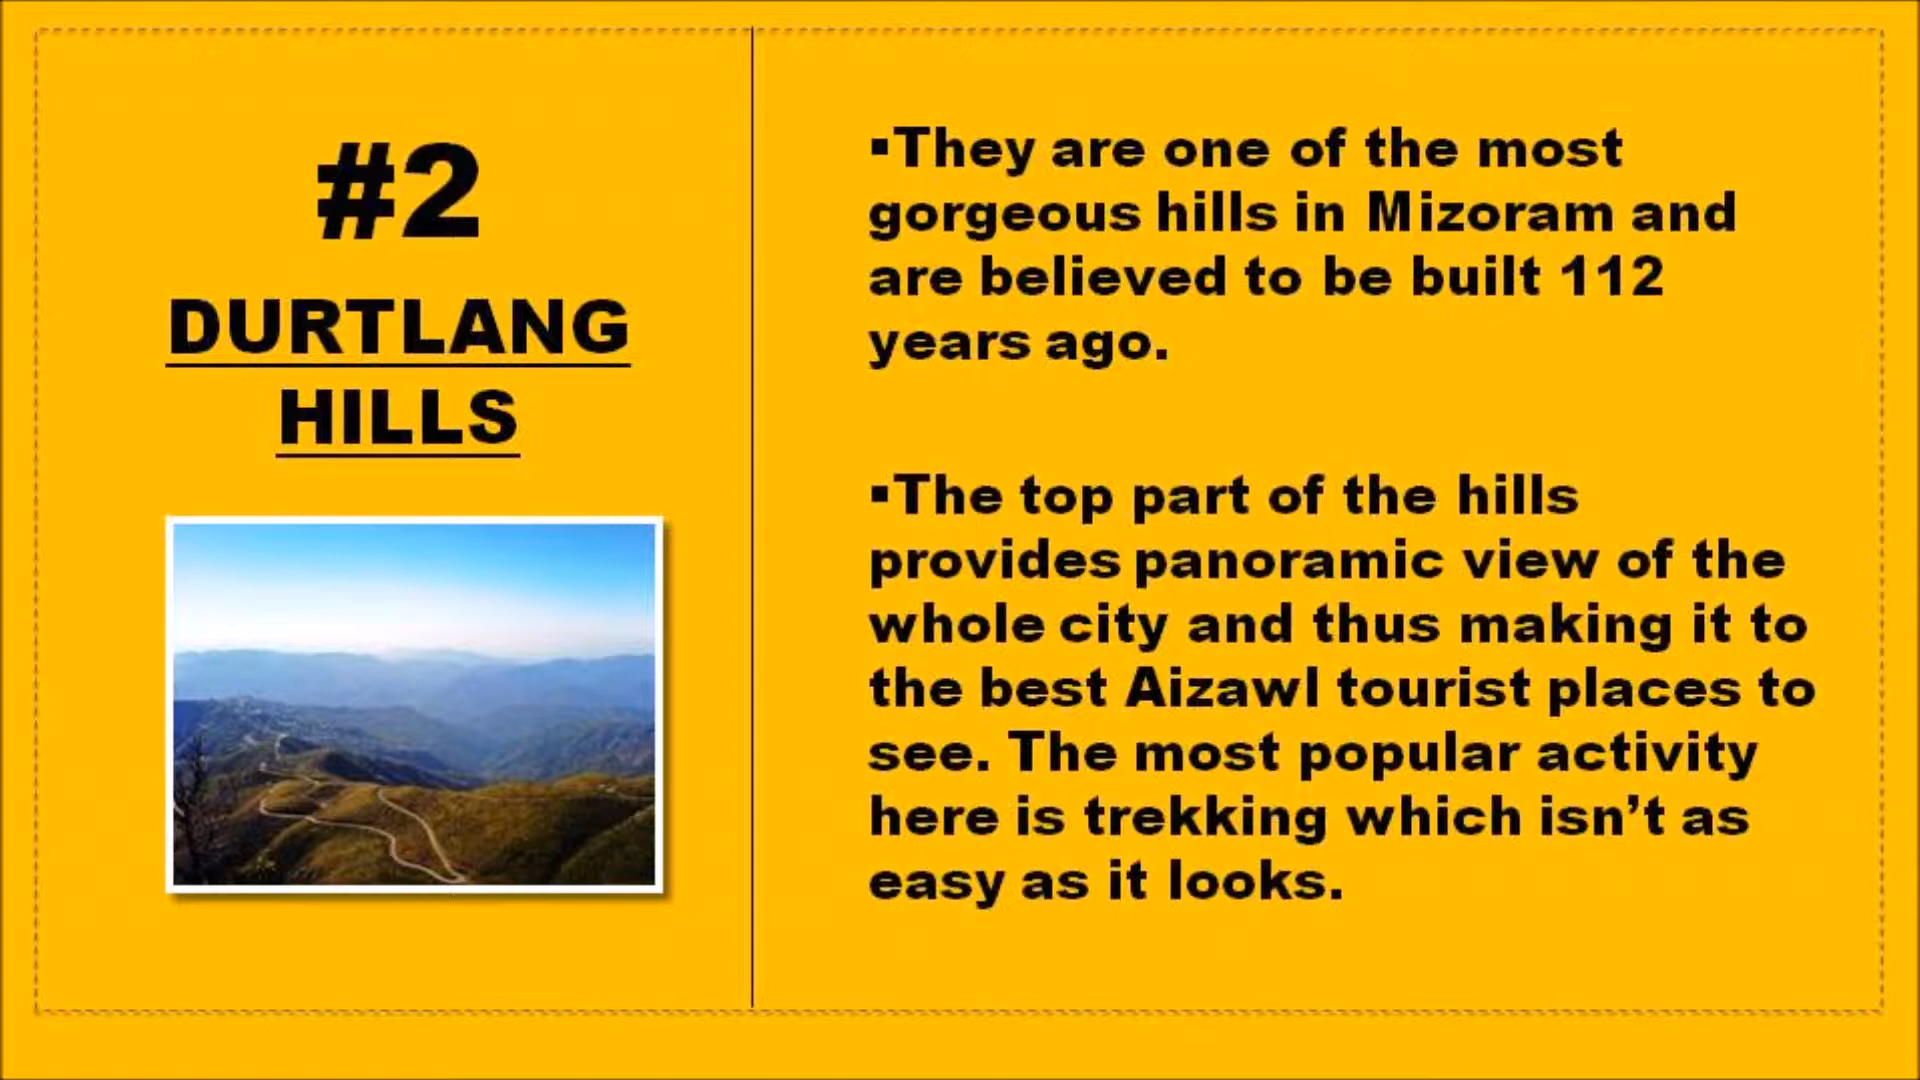 #2
DURTLANG
HILLS
▪They are one of the most
gorgeous hills in Mizoram and
are believed to be built 112
years ago.
▪The top part of the hills
provides panoramic view of the
whole city and thus making it to
the best Aizawl tourist places to
see. The most popular activity
here is trekking which isn’t as
easy as it looks.